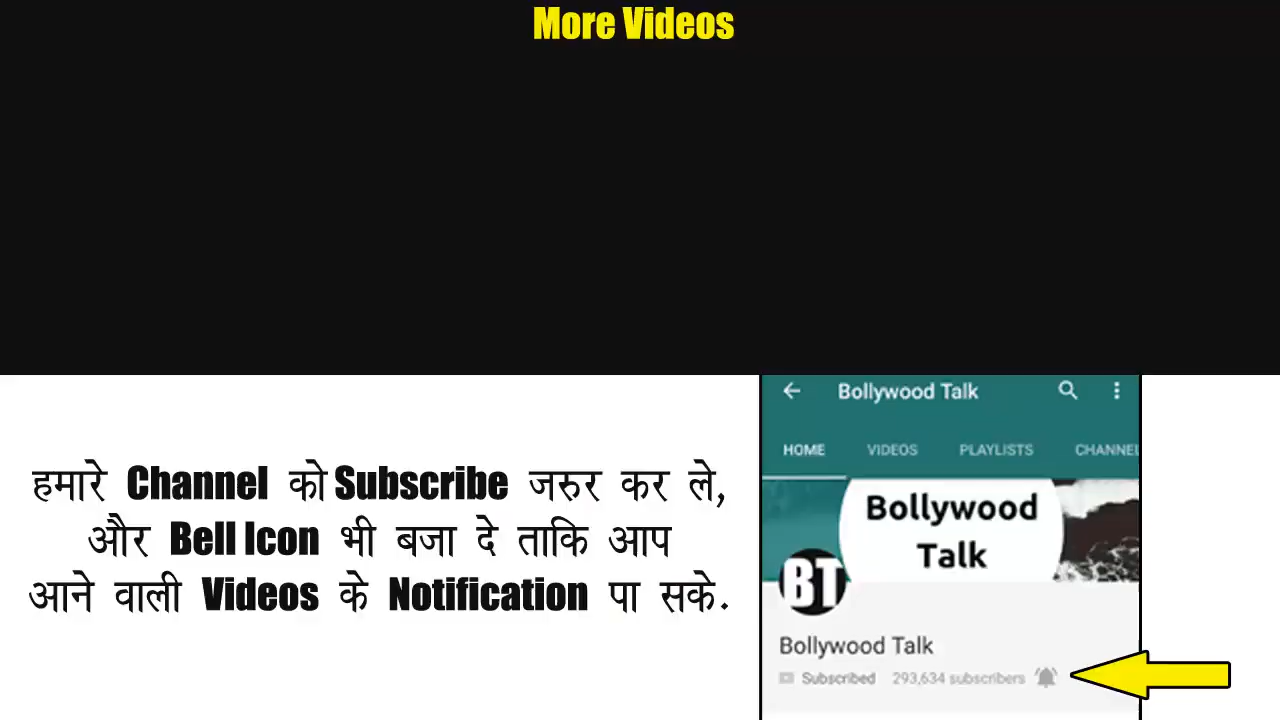 More Videos
हमारे Channel को Subscribe जरुर कर ले,
और Bell Icon भी बजा दे ताकि आप
आने वाली Videos के Notification पा सके.
Bollywood Talk
HOME VIDEOS PLAYLISTS CHANNEL
Bollywood
Talk
BT
Bollywood Talk
Subscribed 293,634 subscribers